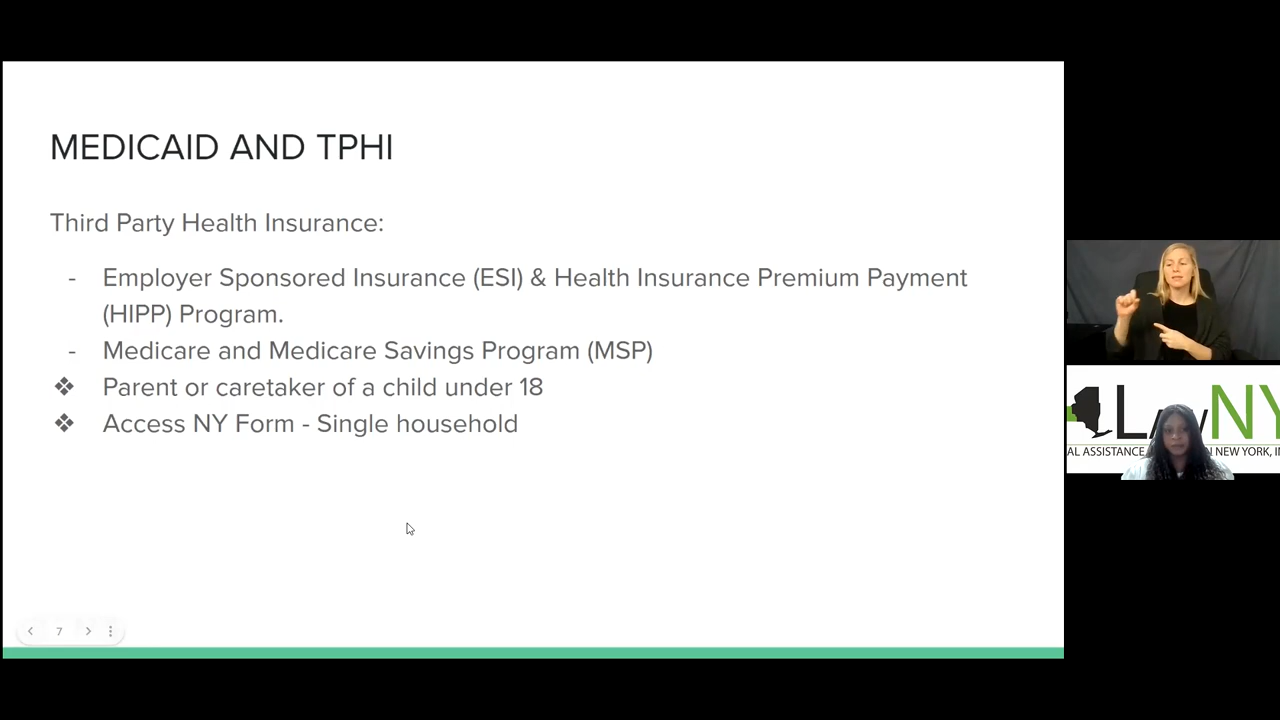 MEDICAID AND TPHI
Third Party Health Insurance:
- Employer Sponsored Insurance (ESI) & Health Insurance Premium Payment
(HIPP) Program.
- Medicare and Medicare Savings Program (MSP)
❖ Parent or caretaker of a child under 18
❖ Access NY Form - Single household
7
LawNY
AL ASSISTANCE NEW YORK, IN